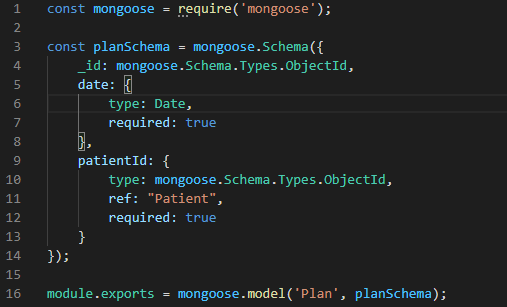 1 const mongoose = require('mongoose');
2
3 const planSchema = mongoose.Schema({
4     _id: mongoose.Schema.Types.ObjectId,
5     date: {
6         type: Date,
7         required: true
8     },
9     patientId: {
10         type: mongoose.Schema.Types.ObjectId,
11         ref: "Patient",
12         required: true
13     }
14 });
15
16 module.exports = mongoose.model('Plan', planSchema);